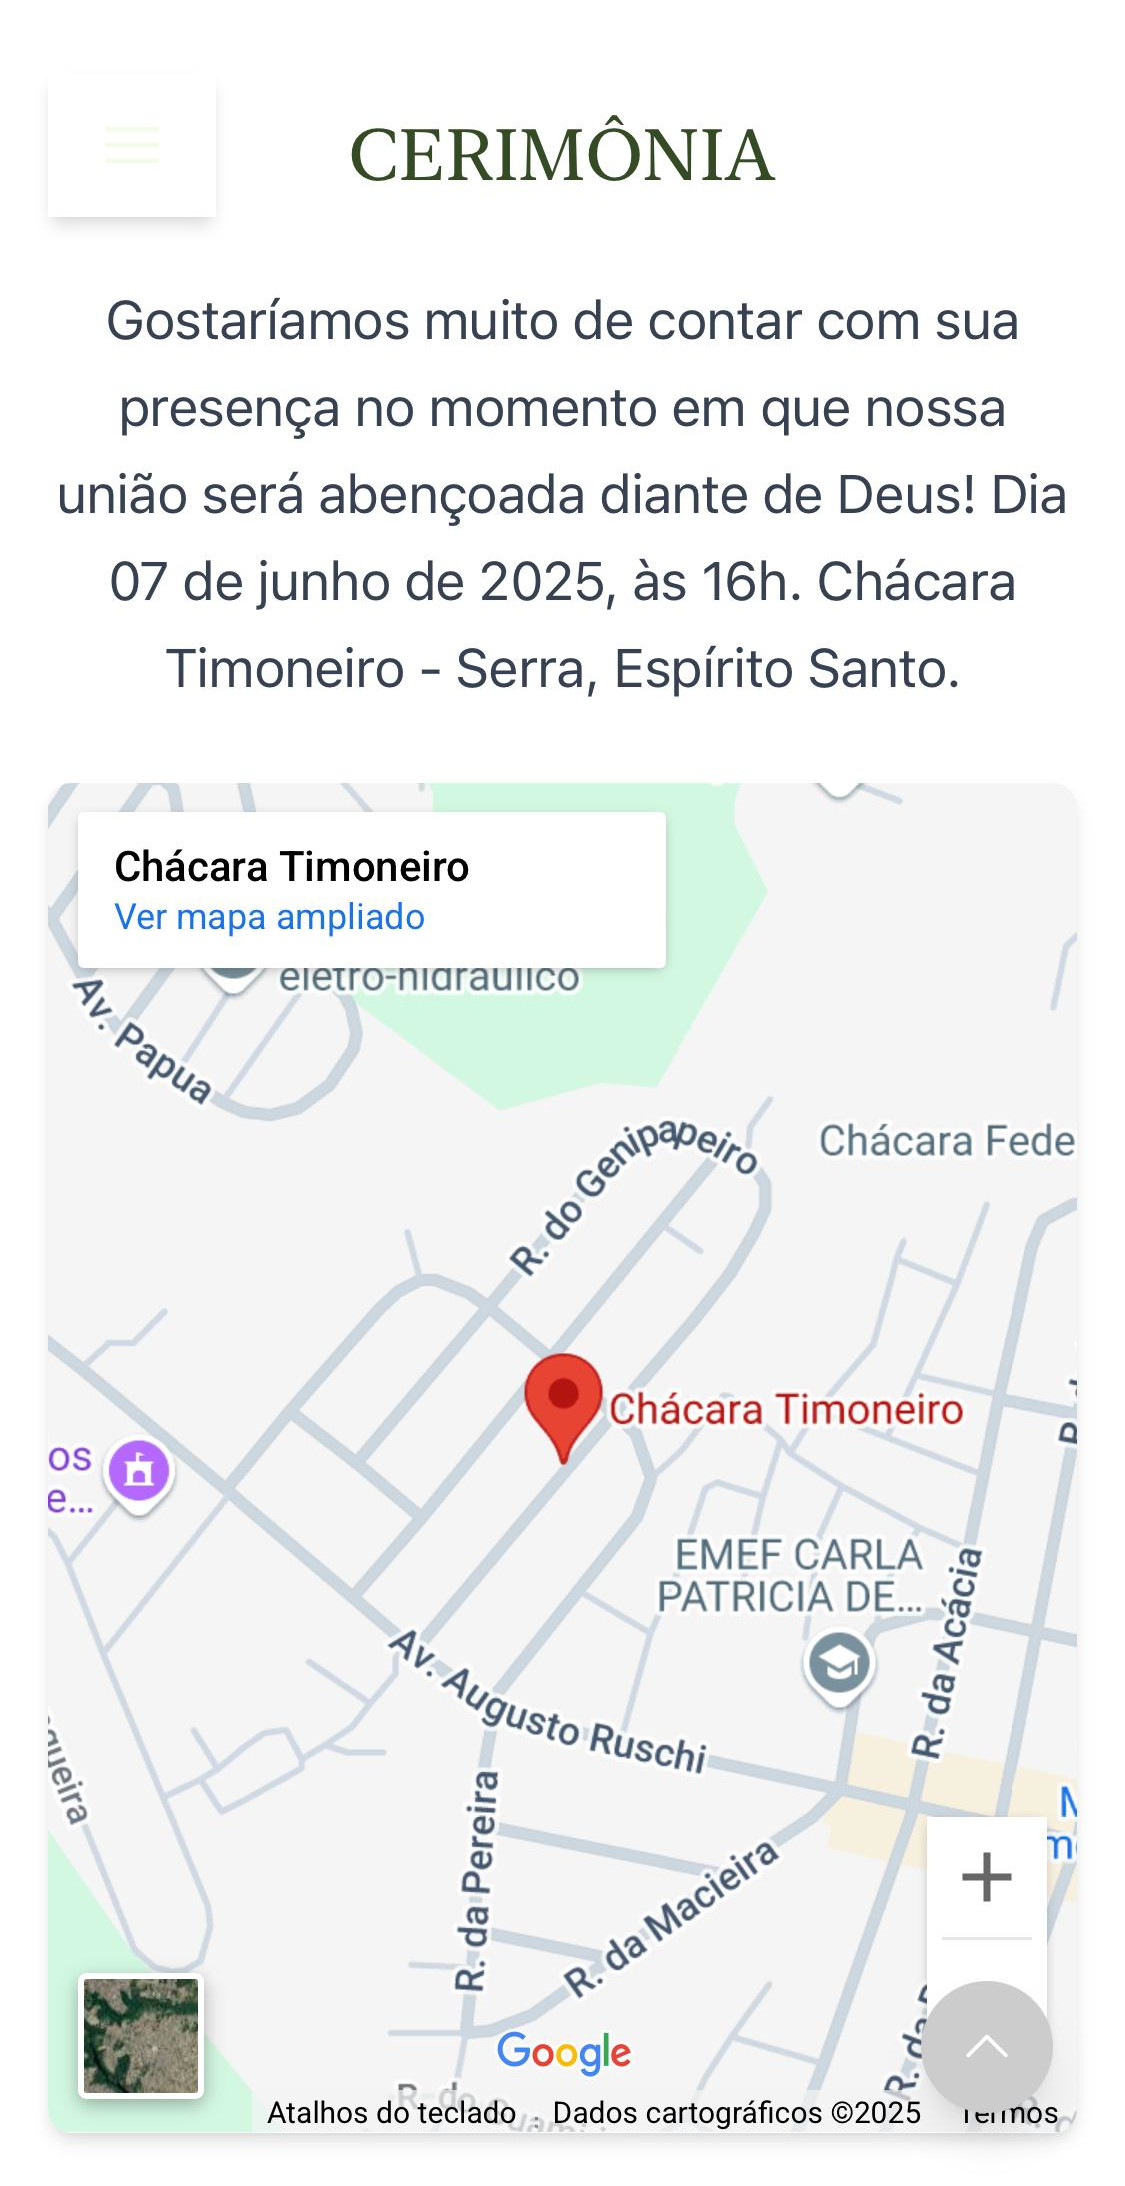 CERIMÔNIA
Gostaríamos muito de contar com sua
presença no momento em que nossa
união será abençoada diante de Deus! Dia
07 de junho de 2025, às 16h. Chácara
Timoneiro - Serra, Espírito Santo.
Chácara Timoneiro
Ver mapa ampliado
eletro-hidráulico
Av. Papua
R. do Genipapeiro
Chácara Fede
Chácara Timoneiro
os
e...
EMEF CARLA
PATRICIA DE...
R. da Acácia
Av. Augusto Ruschi
gueira
R. da Pereira
R. da Macieira
Google
Atalhos do teclado
Dados cartográficos ©2025
Termos